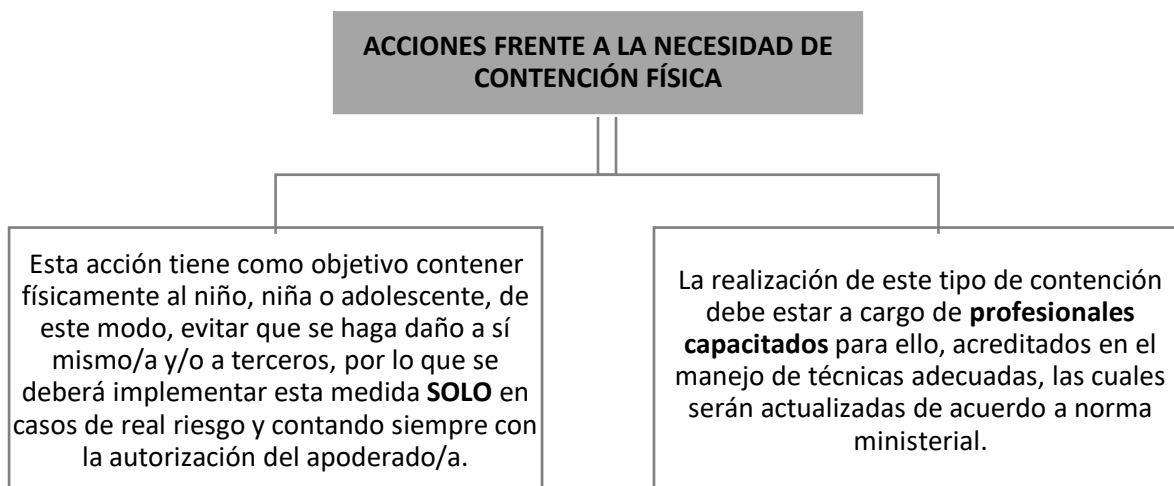 ACCIONES FRENTE A LA NECESIDAD DE
CONTENCIÓN FÍSICA
Esta acción tiene como objetivo contener
físicamente al niño, niña o adolescente, de
este modo, evitar que se haga daño a sí
mismo/a y/o a terceros, por lo que se
deberá implementar esta medida SOLO en
casos de real riesgo y contando siempre con
la autorización del apoderado/a.
La realización de este tipo de contención
debe estar a cargo de profesionales
capacitados para ello, acreditados en el
manejo de técnicas adecuadas, las cuales
serán actualizadas de acuerdo a norma
ministerial.